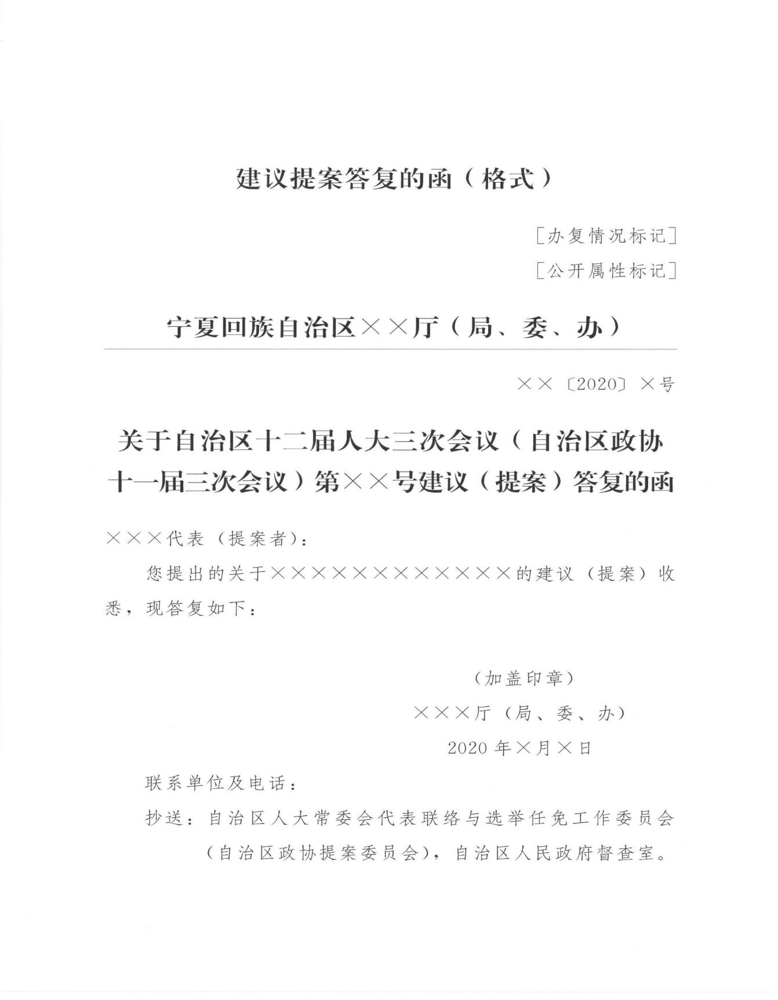 建议提案答复的函（格式）
[办复情况标记]
[公开属性标记]
宁夏回族自治区××厅（局、委、办）
××〔2020〕×号
关于自治区十二届人大三次会议（自治区政协
十一届三次会议）第××号建议（提案）答复的函
×××代表（提案者）：
您提出的关于××××××××××××的建议（提案）收
悉，现答复如下：
（加盖印章）
×××厅（局、委、办）
2020 年×月×日
联系单位及电话：
抄送：自治区人大常委会代表联络与选举任免工作委员会
（自治区政协提案委员会），自治区人民政府督查室。